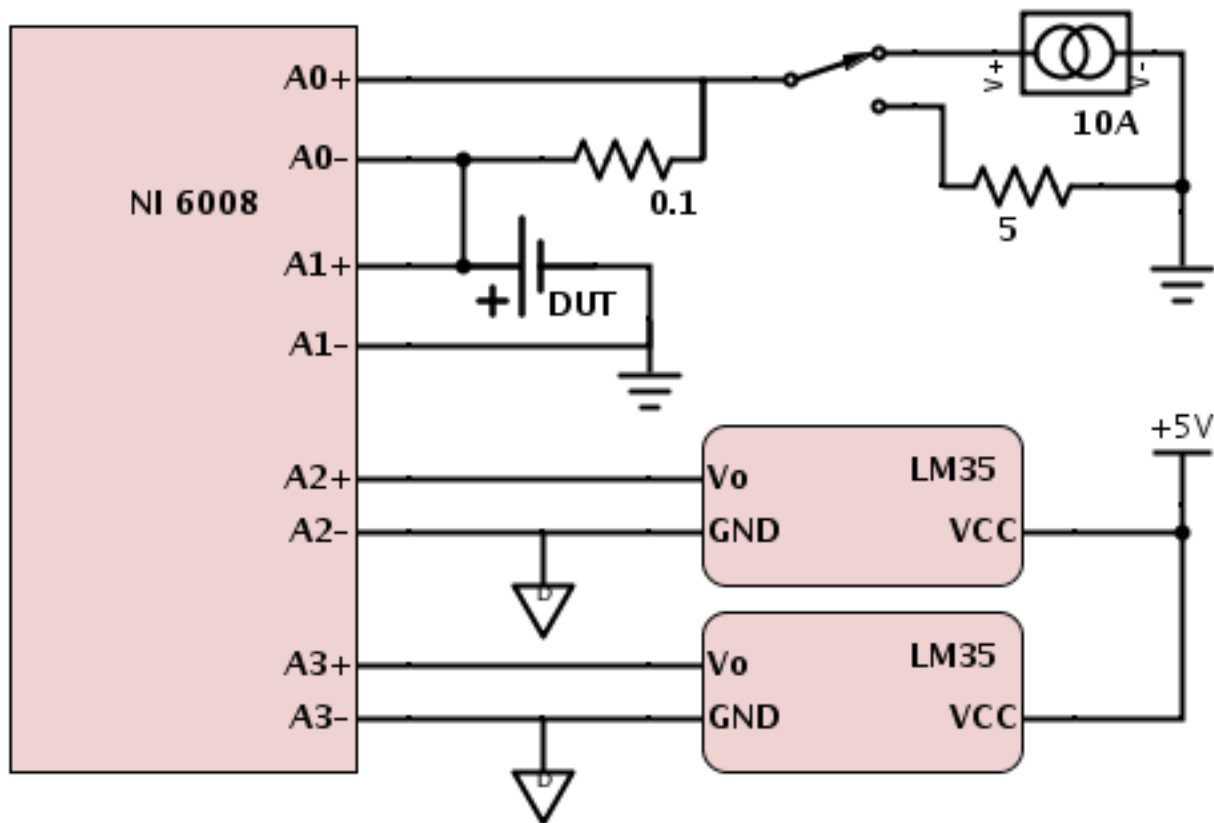 A0+
V+
V-
10A
A0-
NI 6008
0.1
5
A1+
+
DUT
A1-
+5V
A2+
Vo
LM35
A2-
GND
VCC
D
A3+
Vo
LM35
A3-
GND
VCC
D